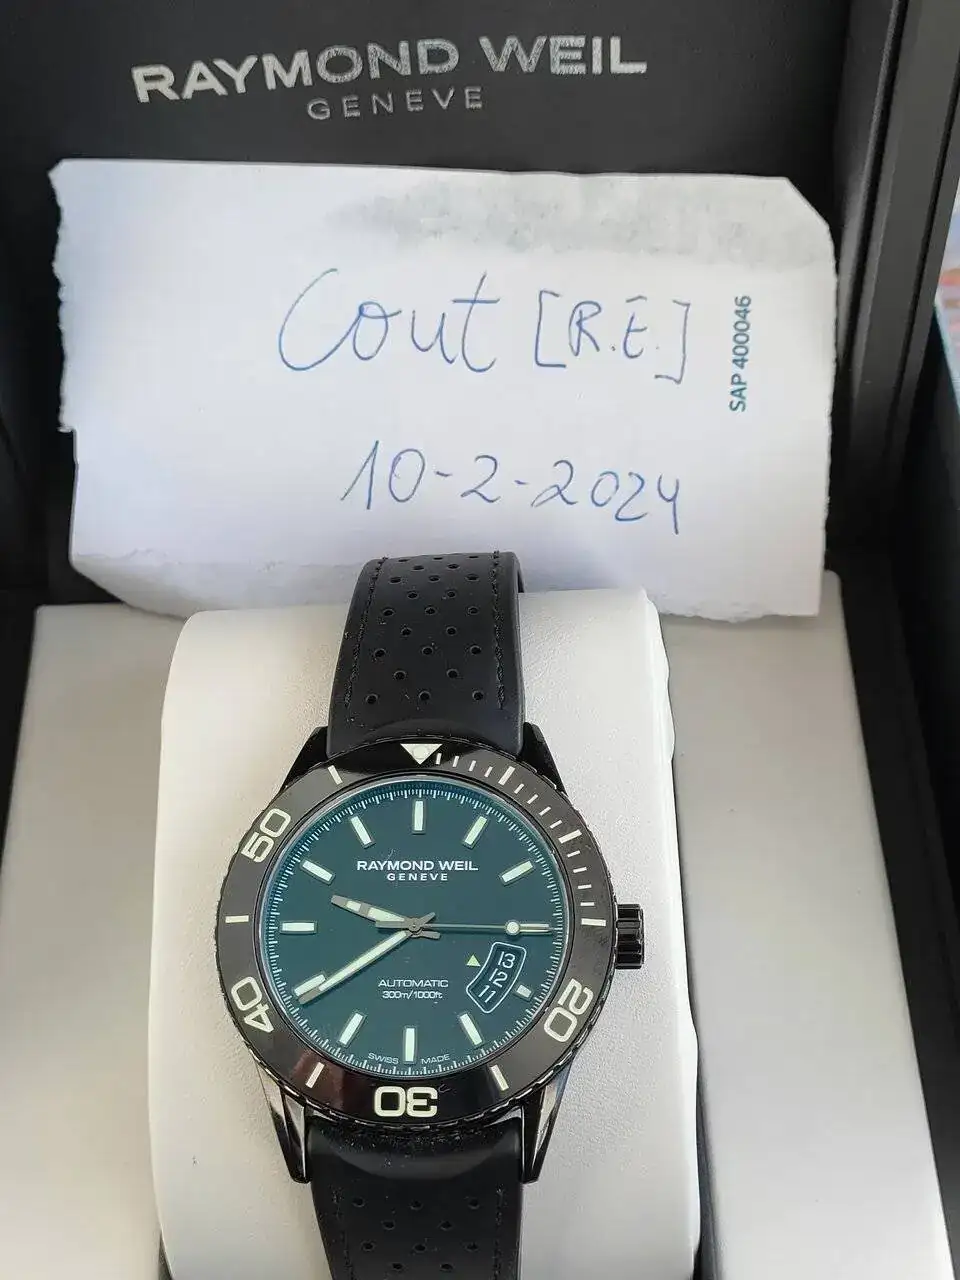 RAYMOND WEIL
GENEVE
Cout [R.E.]
SAP 400046
10-2-2024
50
40
30
20
RAYMOND WEIL
GENEVE
AUTOMATIC
300m/1000ft
13
12
11
SWISS MADE